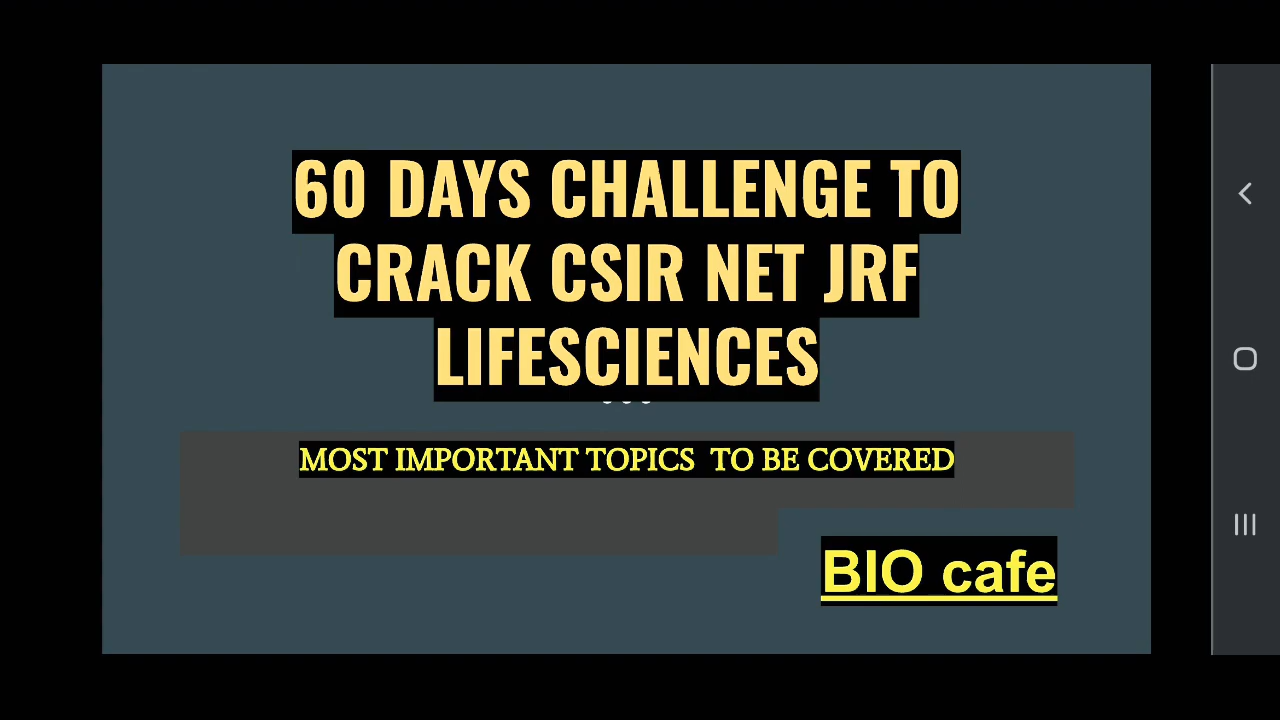 60 DAYS CHALLENGE TO
CRACK CSIR NET JRF
LIFESCIENCES
MOST IMPORTANT TOPICS TO BE COVERED
BIO cafe